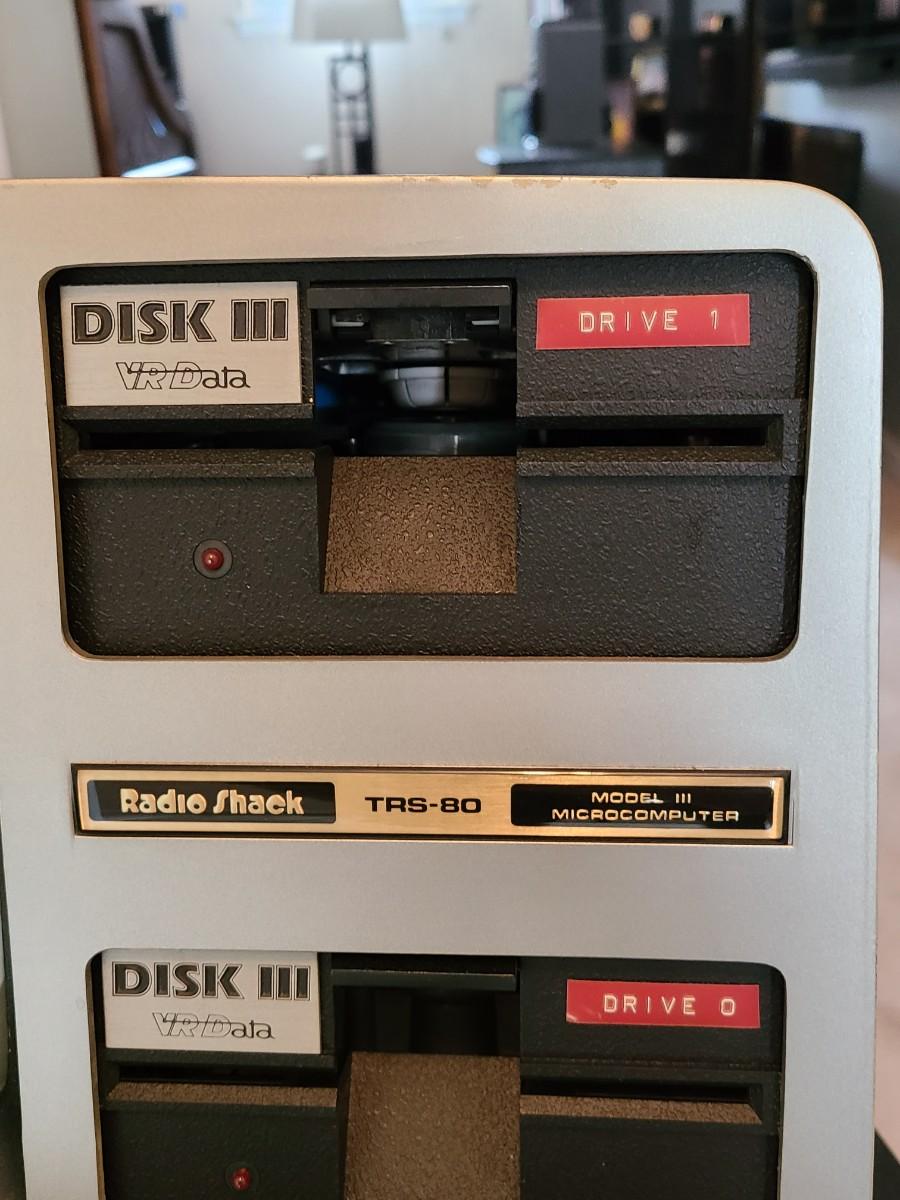 DISK III
VR Data
DRIVE 1
Radio Shack
TRS-80
MODEL III
MICROCOMPUTER
DISK III
VR Data
DRIVE 0